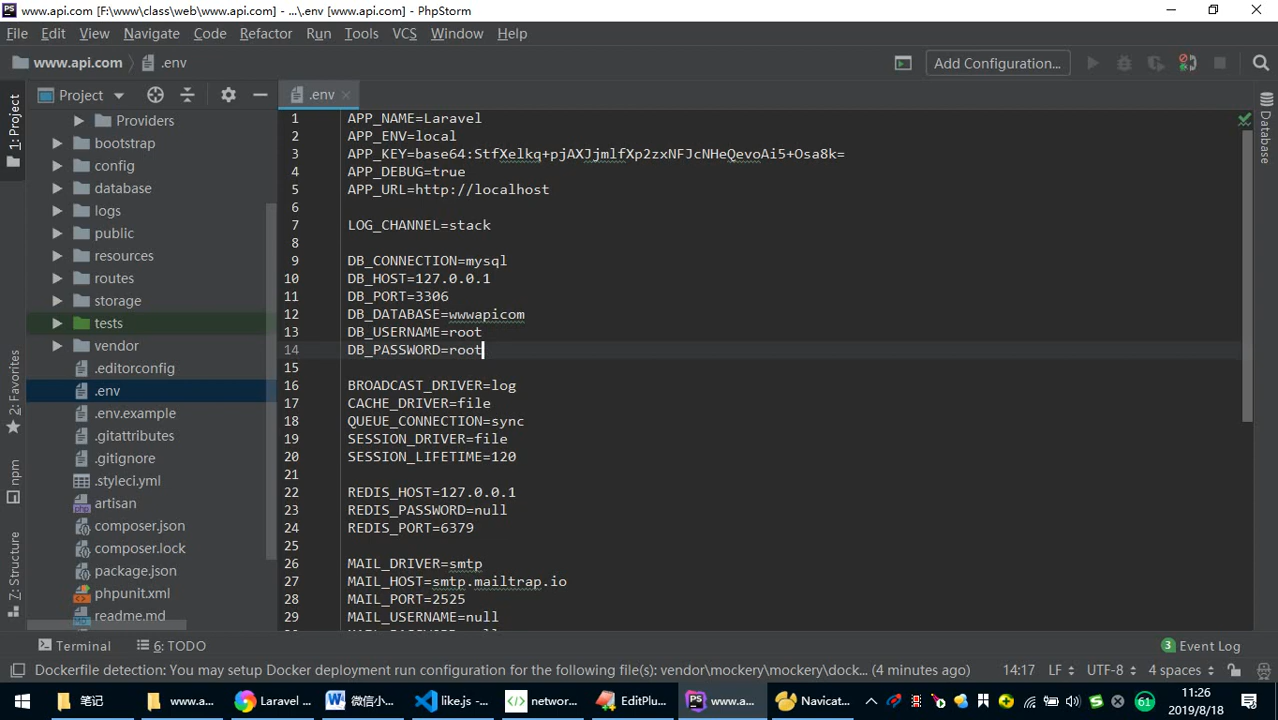 www.api.com [F:\www\class\web\www.api.com] - ...\.env [www.api.com] - PhpStorm
File Edit View Navigate Code Refactor Run Tools VCS Window Help
www.api.com .env Add Configuration...
1: Project
Project
.env
Database
Providers
bootstrap
config
database
logs
public
resources
routes
storage
tests
vendor
.editorconfig
.env
.env.example
.gitattributes
.gitignore
.styleci.yml
artisan
composer.json
composer.lock
package.json
phpunit.xml
readme.md
2: Favorites
npm
Z: Structure
1 APP_NAME=Laravel
2 APP_ENV=local
3 APP_KEY=base64:StfXelkq+pjAXJjmlfXp2zxNFJcNHeQevoAi5+Osa8k=
4 APP_DEBUG=true
5 APP_URL=http://localhost
6
7 LOG_CHANNEL=stack
8
9 DB_CONNECTION=mysql
10 DB_HOST=127.0.0.1
11 DB_PORT=3306
12 DB_DATABASE=wwwapicom
13 DB_USERNAME=root
14 DB_PASSWORD=root
15
16 BROADCAST_DRIVER=log
17 CACHE_DRIVER=file
18 QUEUE_CONNECTION=sync
19 SESSION_DRIVER=file
20 SESSION_LIFETIME=120
21
22 REDIS_HOST=127.0.0.1
23 REDIS_PASSWORD=null
24 REDIS_PORT=6379
25
26 MAIL_DRIVER=smtp
27 MAIL_HOST=smtp.mailtrap.io
28 MAIL_PORT=2525
29 MAIL_USERNAME=null
Terminal 6: TODO 3 Event Log
Dockerfile detection: You may setup Docker deployment run configuration for the following file(s): vendor\mockery\mockery\dock... (4 minutes ago) 14:17 LF UTF-8 4 spaces
笔记 www.a... Laravel ... 微信小... like.js -... networ... EditPlu... www.a... Navicat... 61 11:26
2019/8/18